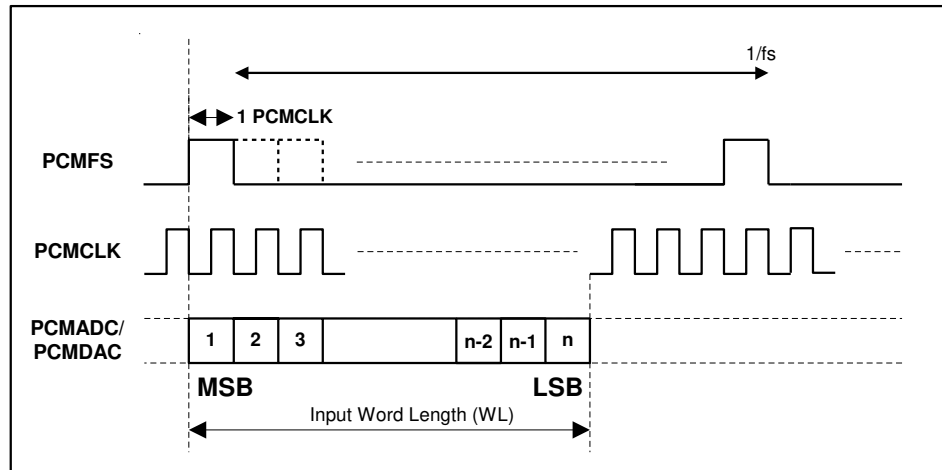 1/fs
1 PCMCLK
PCMFS
PCMCLK
PCMADC/
PCMDAC
1 2 3 n-2 n-1 n
MSB LSB
Input Word Length (WL)